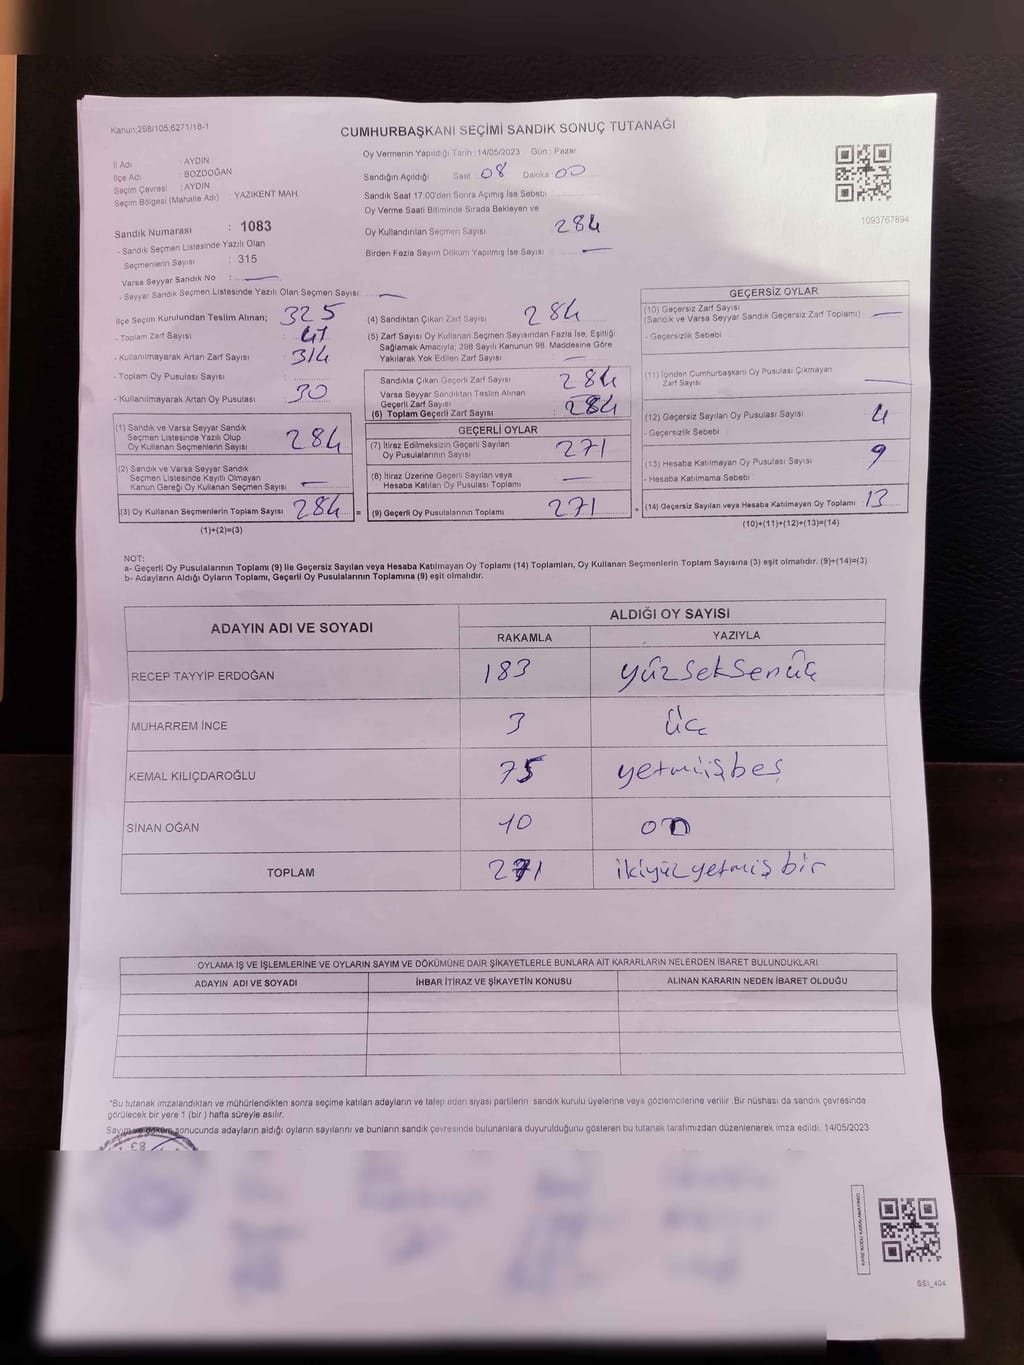 Kanun;298/105,6271/18-1
CUMHURBAŞKANI SEÇİMİ SANDIK SONUÇ TUTANAĞI
İl Adı : AYDIN
İlçe Adı : BOZDOĞAN
Seçim Çevresi : AYDIN
Seçim Bölgesi (Mahalle Adı) : YAZIKENT MAH.
Sandık Numarası : 1083
- Sandık Seçmen Listesinde Yazılı Olan
Seçmenlerin Sayısı : 315
Varsa Seyyar Sandık No : —
- Seyyar Sandık Seçmen Listesinde Yazılı Olan Seçmen Sayısı: —
Oy Vermenin Yapıldığı Tarih :14/05/2023 Gün : Pazar
Sandığın Açıldığı Saat 08 Dakika 00
Sandık Saat 17:00'den Sonra Açımış İse Sebebi
Oy Verme Saati Bitiminde Sırada Bekleyen ve
Oy Kullandırılan Seçmen Sayısı 284
Birden Fazla Sayım Döküm Yapılmış İse Sayısı : —
1093767894
İlçe Seçim Kurulundan Teslim Alınan; 325
- Toplam Zarf Sayısı : 41
- Kullanılmayarak Artan Zarf Sayısı : 314
- Toplam Oy Pusulası Sayısı :
- Kullanılmayarak Artan Oy Pusulası 30
(1) Sandık ve Varsa Seyyar Sandık
Seçmen Listesinde Yazılı Olup
Oy Kullanan Seçmenlerin Sayısı 284
(2) Sandık ve Varsa Seyyar Sandık
Seçmen Listesinde Kayıtlı Olmayan
Kanun Gereği Oy Kullanan Seçmen Sayısı —
(3) Oy Kullanan Seçmenlerin Toplam Sayısı 284 =
(1)+(2)=(3)
(4) Sandıktan Çıkan Zarf Sayısı 284
(5) Zarf Sayısı Oy Kullanan Seçmen Sayısından Fazla İse, Eşitliği
Sağlamak Amacıyla; 298 Sayılı Kanunun 98. Maddesine Göre
Yakılarak Yok Edilen Zarf Sayısı —
Sandıkta Çıkan Geçerli Zarf Sayısı 284
Varsa Seyyar Sandıktan Teslim Alınan
Geçerli Zarf Sayısı
(6) Toplam Geçerli Zarf Sayısı : 284
GEÇERLİ OYLAR
(7) İtiraz Edilmeksizin Geçerli Sayılan
Oy Pusulalarının Sayısı 271
(8) İtiraz Üzerine Geçerli Sayılan veya
Hesaba Katılan Oy Pusulası Toplamı —
(9) Geçerli Oy Pusulalarının Toplamı 271 +
GEÇERSİZ OYLAR
(10) Geçersiz Zarf Sayısı
(Sandık ve Varsa Seyyar Sandık Geçersiz Zarf Toplamı) : —
- Geçersizlik Sebebi
(11) İçinden Cumhurbaşkanı Oy Pusulası Çıkmayan
Zarf Sayısı —
(12) Geçersiz Sayılan Oy Pusulası Sayısı 4
- Geçersizlik Sebebi :
(13) Hesaba Katılmayan Oy Pusulası Sayısı 9
- Hesaba Katılmama Sebebi
(14) Geçersiz Sayılan veya Hesaba Katılmayan Oy Toplamı 13
(10)+(11)+(12)+(13)=(14)
NOT:
a- Geçerli Oy Pusulalarının Toplamı (9) ile Geçersiz Sayılan veya Hesaba Katılmayan Oy Toplamı (14) Toplamları, Oy Kullanan Seçmenlerin Toplam Sayısına (3) eşit olmalıdır. (9)+(14)=(3)
b- Adayların Aldığı Oyların Toplamı, Geçerli Oy Pusulalarının Toplamına (9) eşit olmalıdır.
ADAYIN ADI VE SOYADI ALDIĞI OY SAYISI
RAKAMLA YAZIYLA
RECEP TAYYİP ERDOĞAN 183 yüzseksenüç
MUHARREM İNCE 3 üç
KEMAL KILIÇDAROĞLU 75 yetmişbeş
SİNAN OĞAN 10 on
TOPLAM 271 ikiyüzyetmişbir
OYLAMA İŞ VE İŞLEMLERİNE VE OYLARIN SAYIM VE DÖKÜMÜNE DAİR ŞİKAYETLERLE BUNLARA AİT KARARLARIN NELERDEN İBARET BULUNDUKLARI
ADAYIN ADI VE SOYADI İHBAR İTİRAZ VE ŞİKAYETİN KONUSU ALINAN KARARIN NEDEN İBARET OLDUĞU
*Bu tutanak imzalandıktan ve mühürlendikten sonra seçime katılan adayların ve talep eden siyasi partilerin sandık kurulu üyelerine veya gözlemcilerine verilir .Bir nüshası da sandık çevresinde
görülecek bir yere 1 (bir ) hafta süreyle asılır.
Sayım ve döküm sonucunda adayların aldığı oyların sayılarını ve bunların sandık çevresinde bulunanlara duyurulduğunu gösteren bu tutanak tarafımızdan düzenlenerek imza edildi. 14/05/2023
KARE KODU KARALAMAYINIZ!
SSI_404